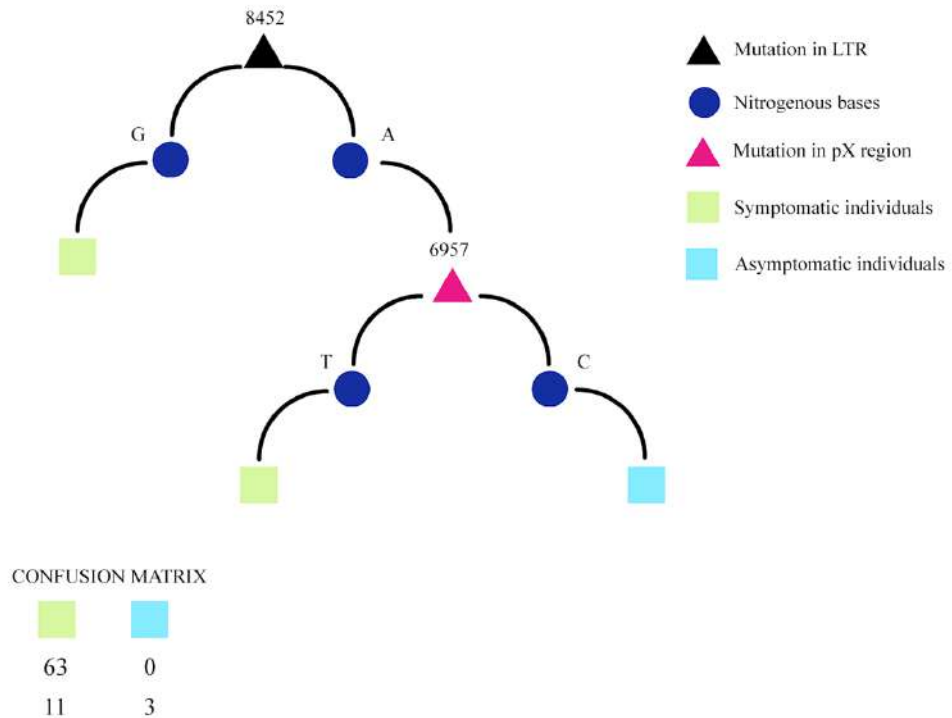 8452
G
A
6957
T
C
Mutation in LTR
Nitrogenous bases
Mutation in pX region
Symptomatic individuals
Asymptomatic individuals
CONFUSION MATRIX
63 0
11 3